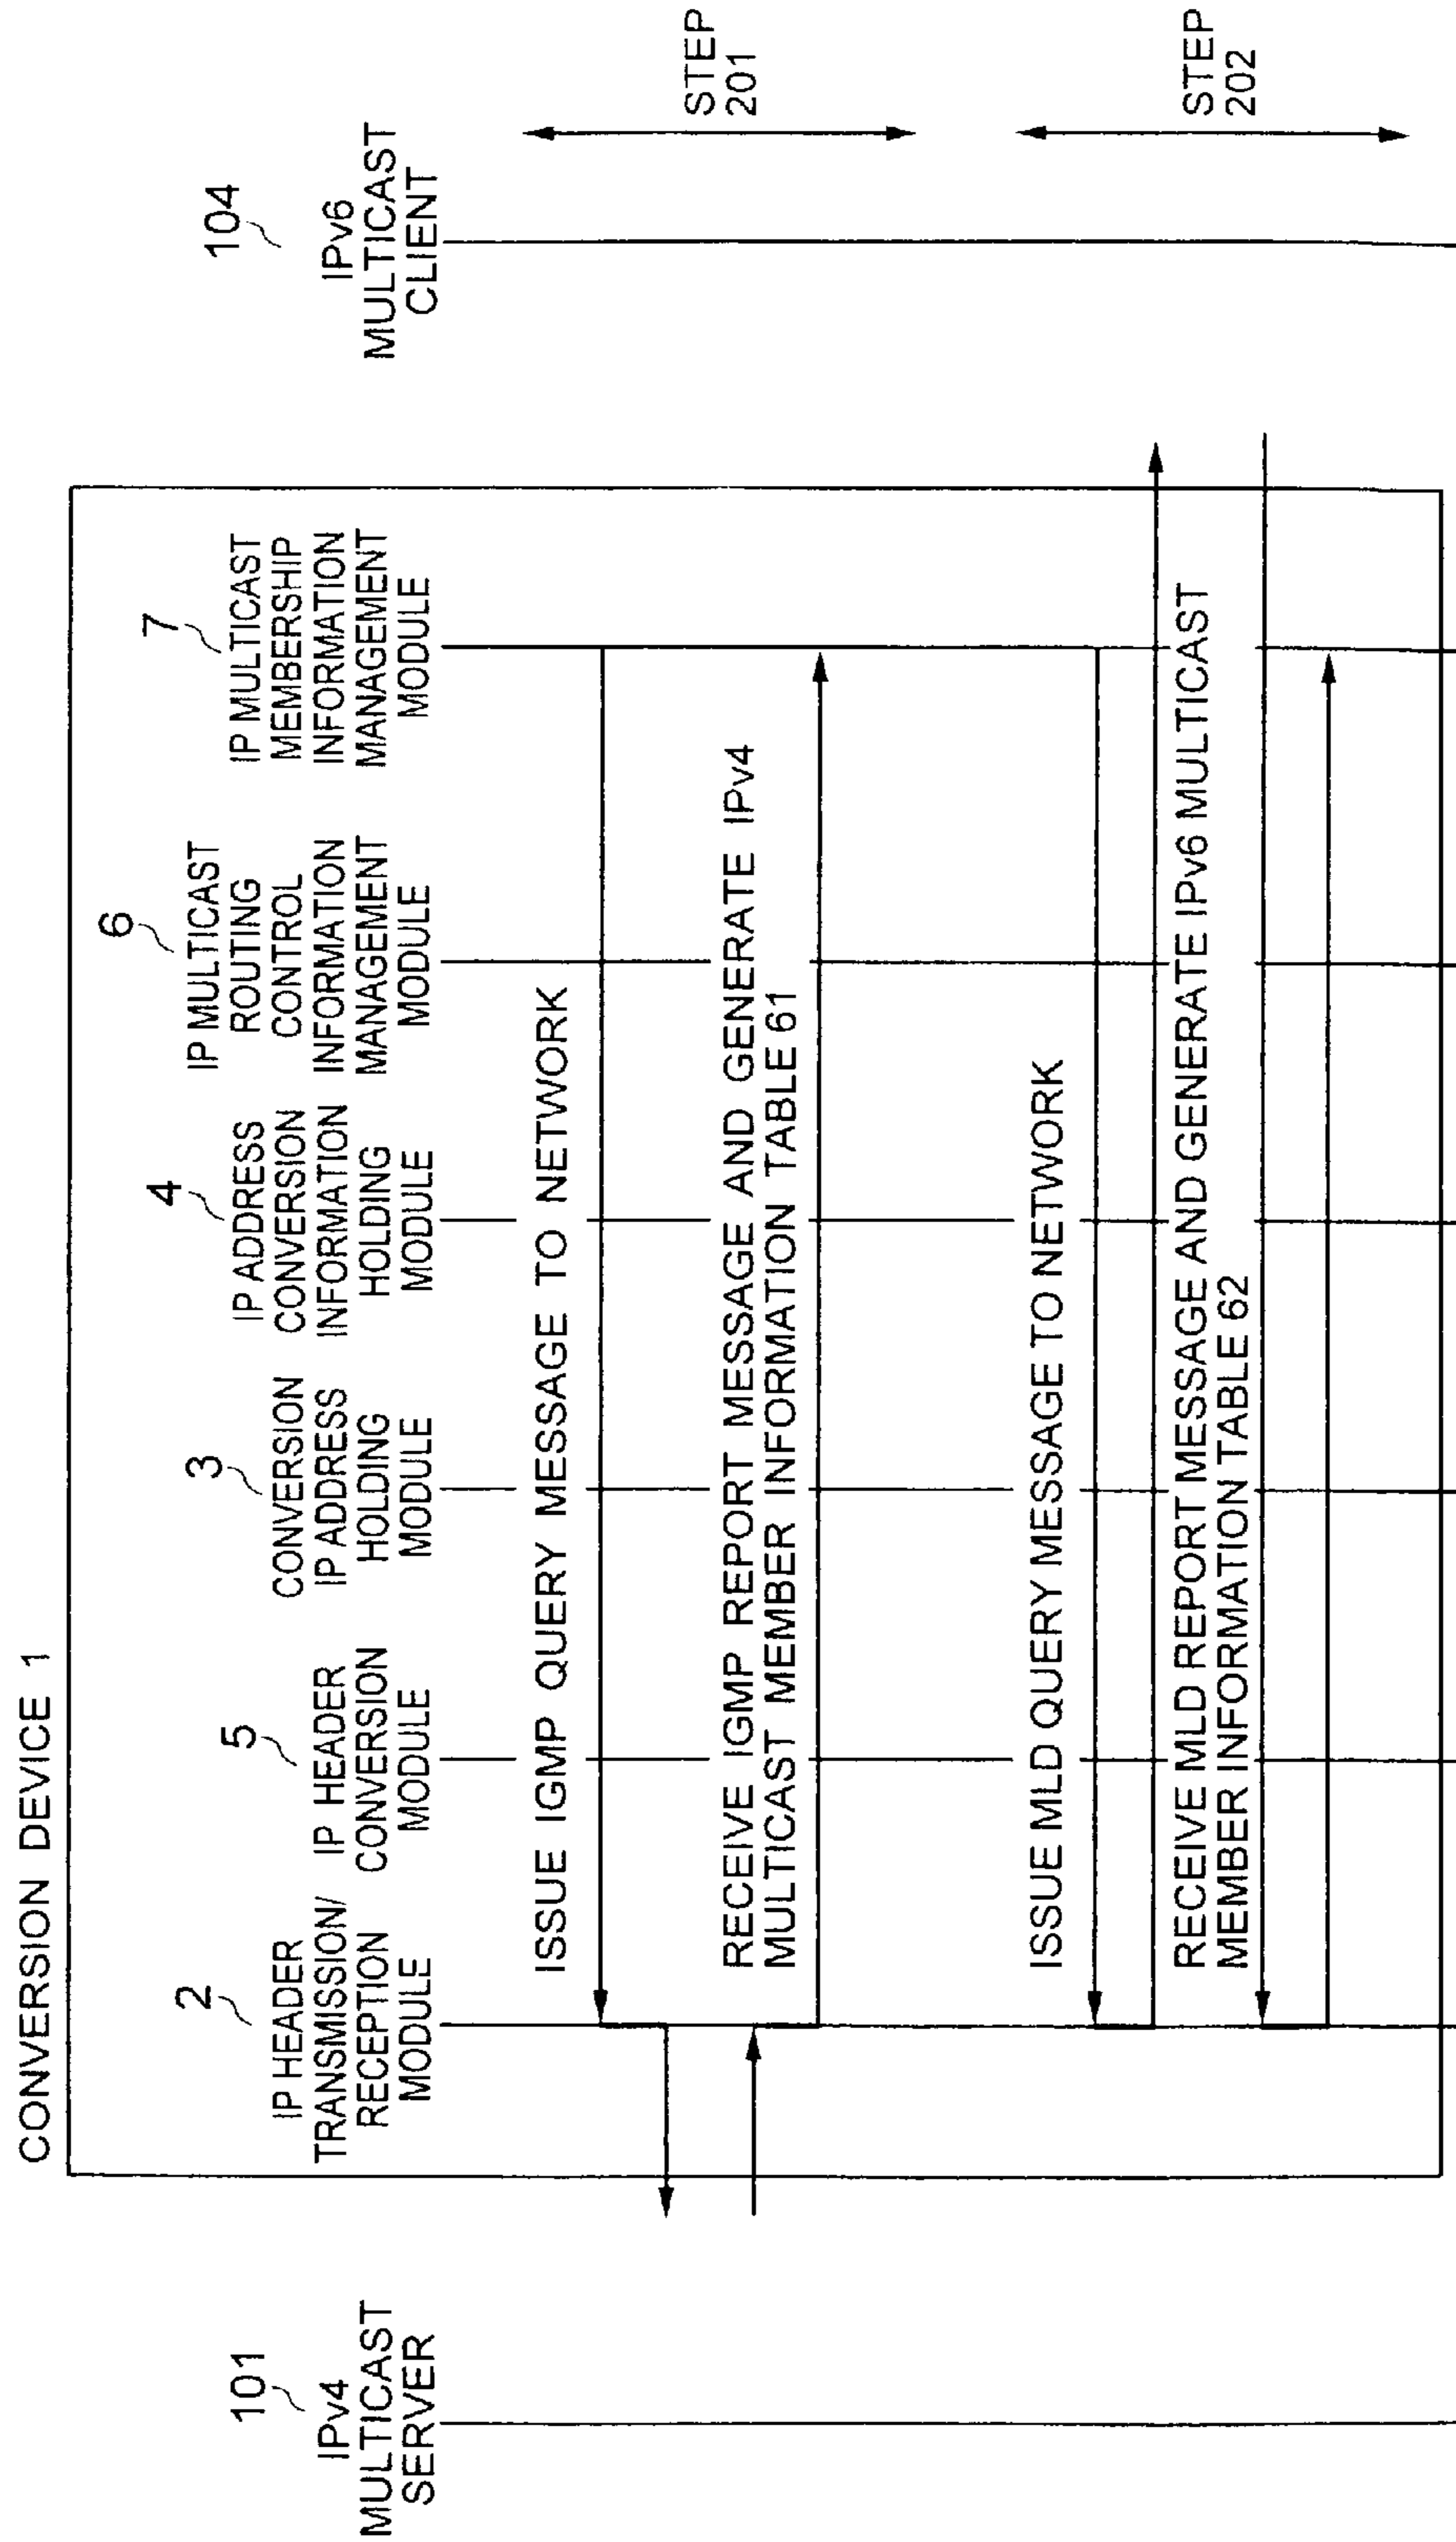 CONVERSION DEVICE 1
101
IPv4
MULTICAST
SERVER
2
IP HEADER
TRANSMISSION/
RECEPTION
MODULE
5
IP HEADER
CONVERSION
MODULE
3
CONVERSION
IP ADDRESS
HOLDING
MODULE
4
IP ADDRESS
CONVERSION
INFORMATION
HOLDING
MODULE
6
IP MULTICAST
ROUTING
CONTROL
INFORMATION
MANAGEMENT
MODULE
7
IP MULTICAST
MEMBERSHIP
INFORMATION
MANAGEMENT
MODULE
104
IPv6
MULTICAST
CLIENT
ISSUE IGMP QUERY MESSAGE TO NETWORK
RECEIVE IGMP REPORT MESSAGE AND GENERATE IPv4
MULTICAST MEMBER INFORMATION TABLE 61
STEP
201
ISSUE MLD QUERY MESSAGE TO NETWORK
RECEIVE MLD REPORT MESSAGE AND GENERATE IPv6 MULTICAST
MEMBER INFORMATION TABLE 62
STEP
202